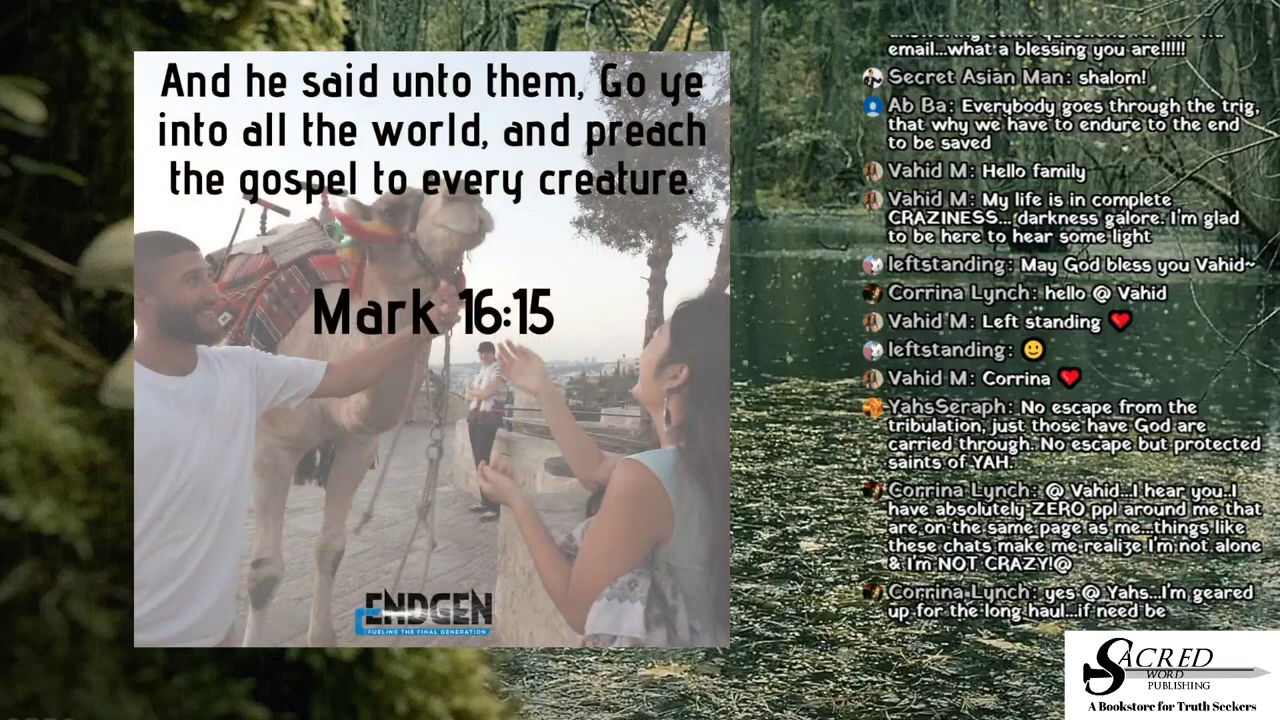 And he said unto them, Go ye
into all the world, and preach
the gospel to every creature.
Mark 16:15
ENDGEN
FUELING THE FINAL GENERATION
email...what a blessing you are!!!!!
Secret Asian Man: shalom!
Ab Ba: Everybody goes through the trig,
that why we have to endure to the end
to be saved
Vahid M: Hello family
Vahid M: My life is in complete
CRAZINESS... darkness galore. I'm glad
to be here to hear some light
leftstanding: May God bless you Vahid~
Corrina Lynch: hello @ Vahid
Vahid M: Left standing ❤
leftstanding: 🙂
Vahid M: Corrina ❤
YahsSeraph: No escape from the
tribulation, just those have God are
carried through. No escape but protected
saints of YAH.
Corrina Lynch: @ Vahid...I hear you..I
have absolutely ZERO ppl around me that
are on the same page as me...things like
these chats make me realize I'm not alone
& I'm NOT CRAZY!@
Corrina Lynch: yes @ Yahs...I'm geared
up for the long haul...if need be
SACRED
WORD
PUBLISHING
A Bookstore for Truth Seekers